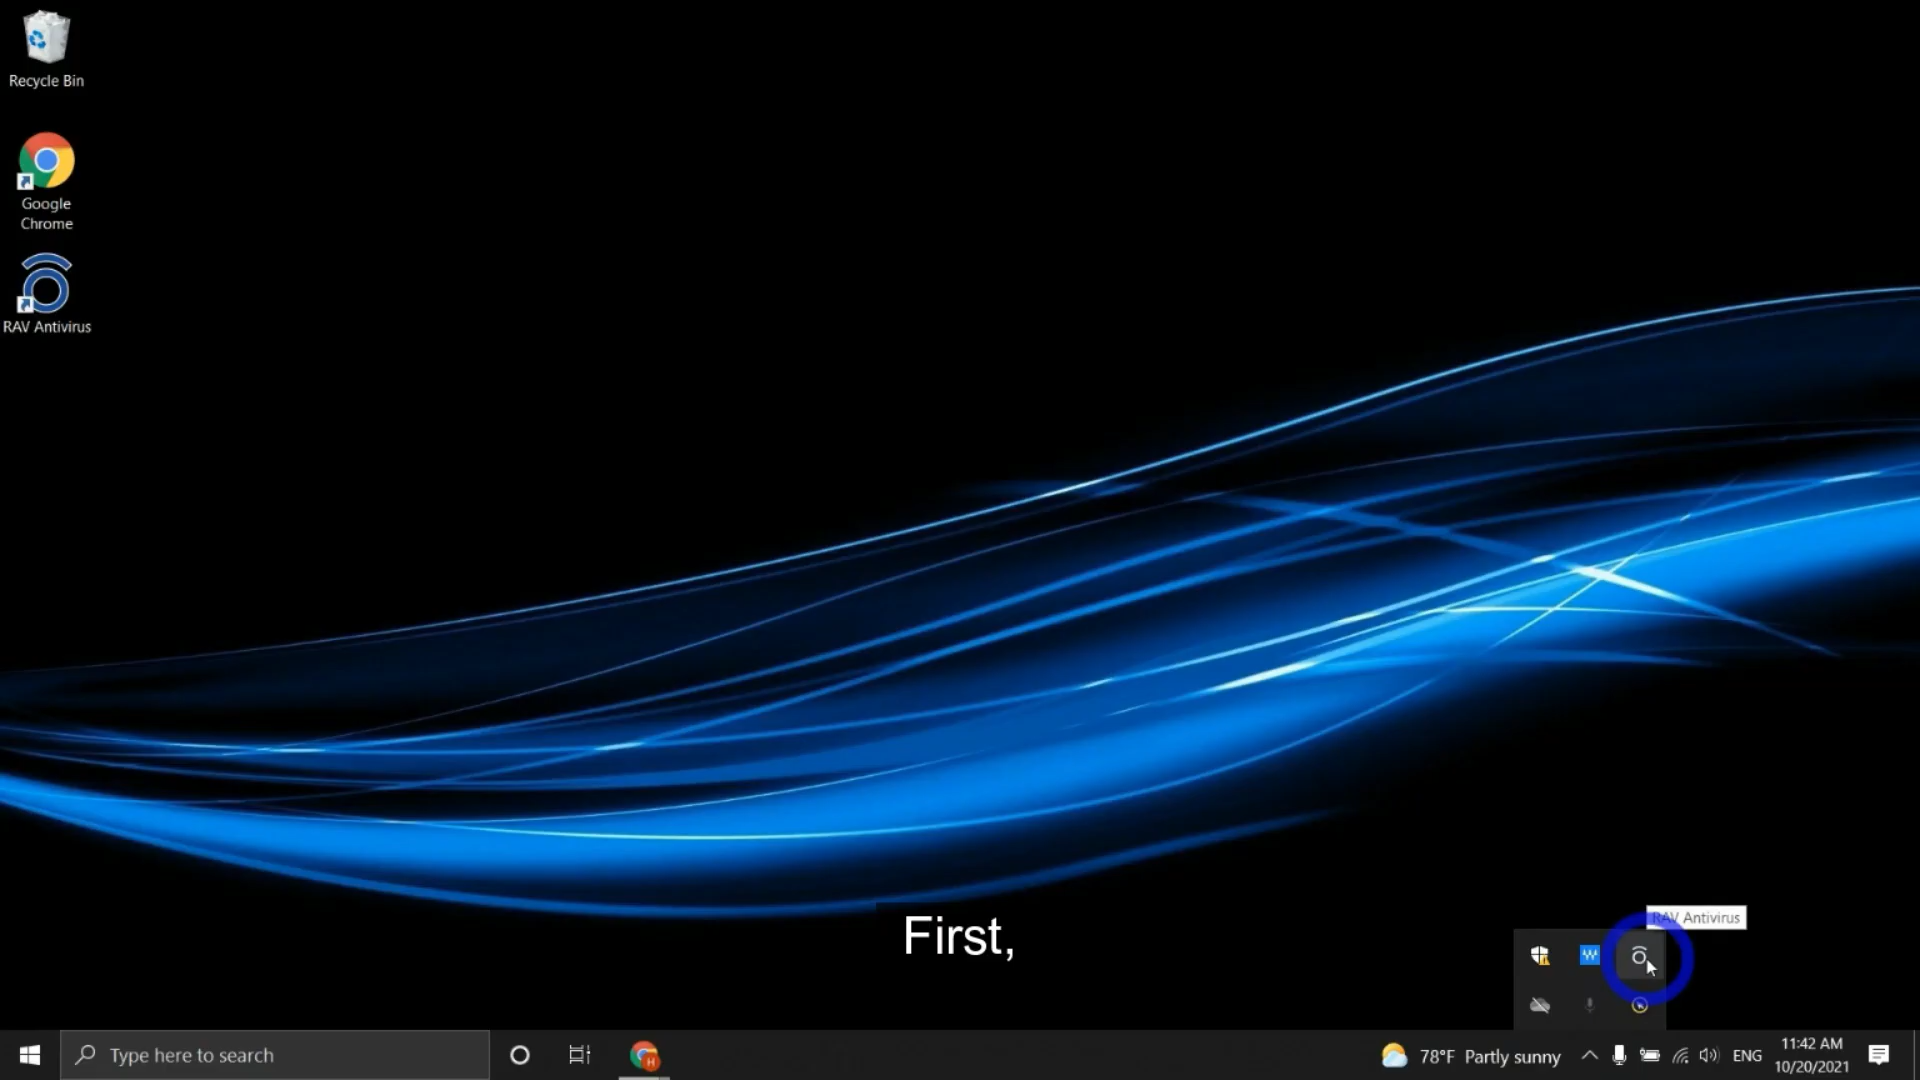 Recycle Bin
Google
Chrome
RAV Antivirus
First,
RAV Antivirus
Type here to search
78°F Partly sunny
ENG
11:42 AM
10/20/2021